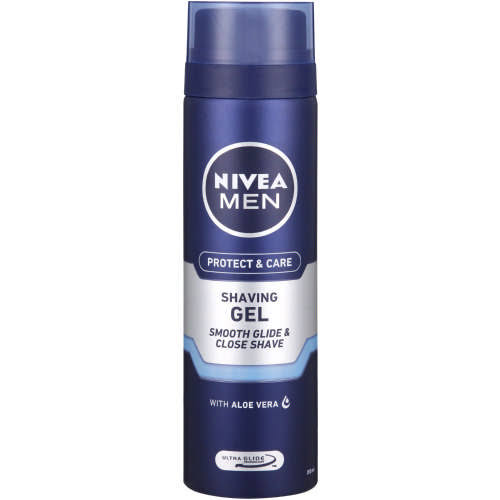 NIVEA
MEN
PROTECT & CARE
SHAVING
GEL
SMOOTH GLIDE &
CLOSE SHAVE
WITH ALOE VERA
ULTRA GLIDE